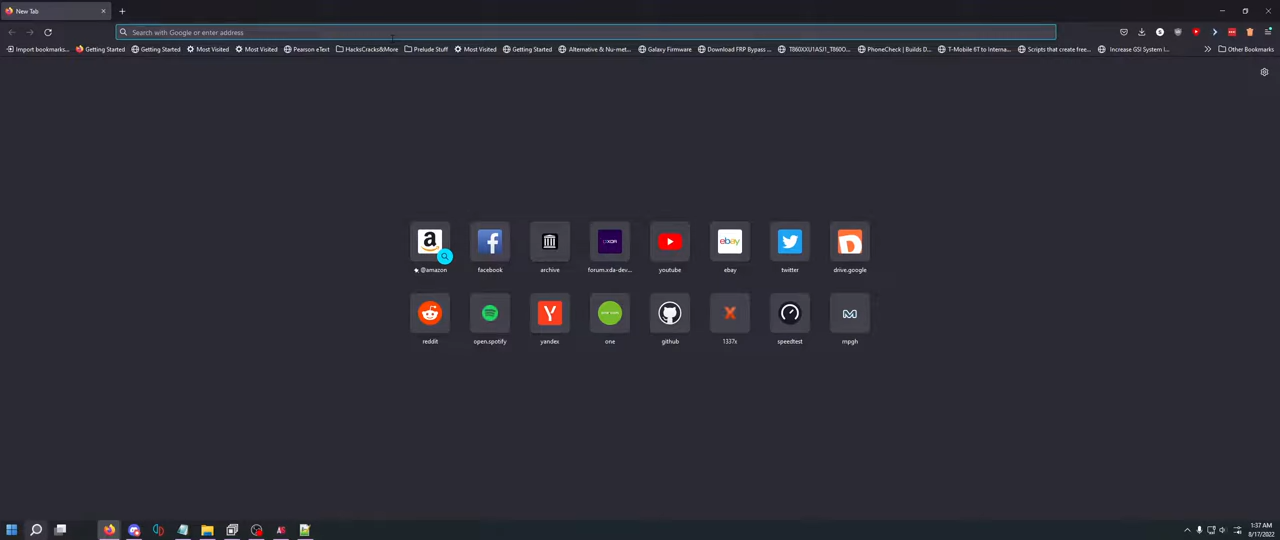 New Tab
Search with Google or enter address
Import bookmarks... Getting Started Getting Started Most Visited Most Visited Pearson eText HacksCracks&More Prelude Stuff Most Visited Getting Started Alternative & Nu-met... Galaxy Firmware Download FRP Bypass ... T860XXU1ASJ1_T860O... PhoneCheck | Builds D... T-Mobile 6T to Interna... Scripts that create free... Increase GSI System I... Other Bookmarks
@amazon facebook archive forum.xda-dev... youtube ebay twitter drive.google
reddit open.spotify yandex one github 1337x speedtest mpgh
1:37 AM
8/17/2022